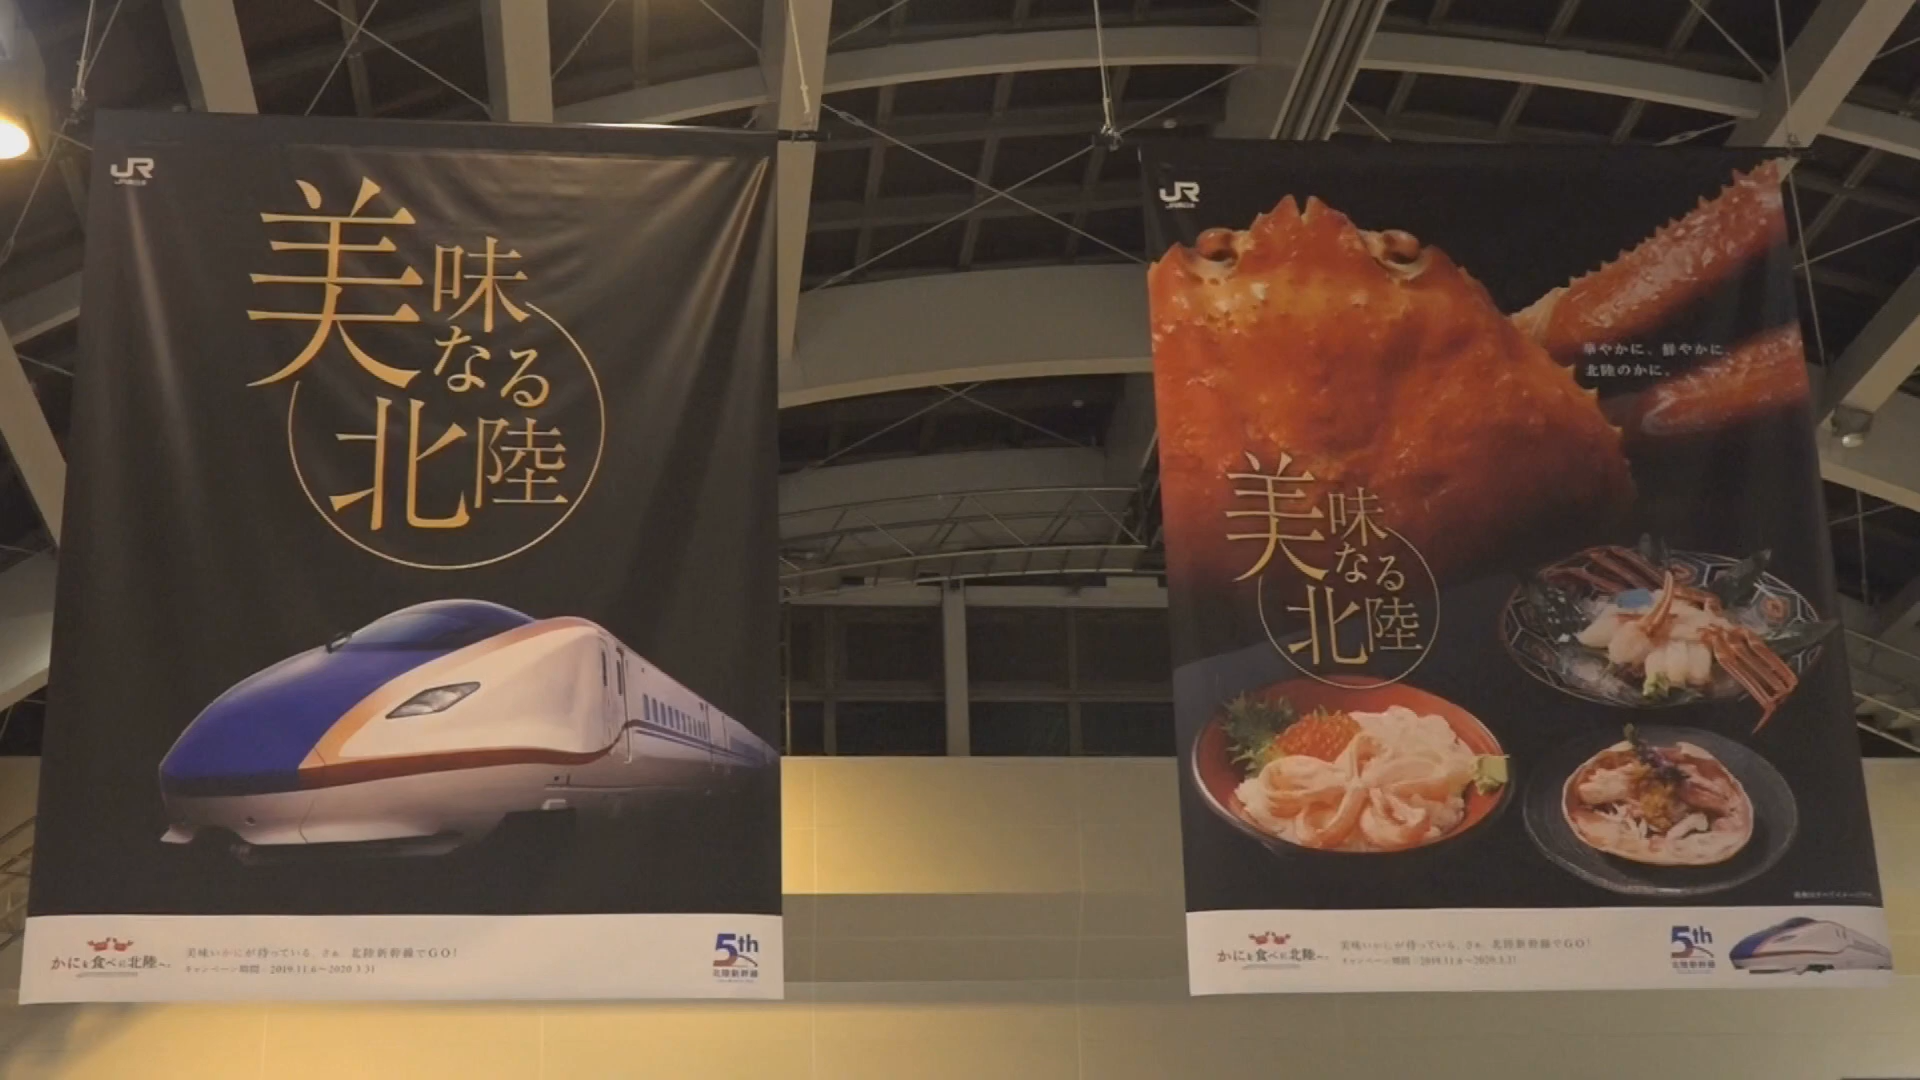 JR
JR東日本
美味
なる
北陸
かにを食べに北陸へ。
美味いかにが待っている。さぁ、北陸新幹線でGO!
キャンペーン期間 2019.11.6〜2020.3.31
5th
北陸新幹線
JR
華やかに、鮮やかに、
北陸のかに。
美味
なる
北陸
かにを食べに北陸へ。
美味いかにが待っている。さぁ、北陸新幹線でGO!
キャンペーン期間 2019.11.6〜2020.3.31
5th
北陸新幹線